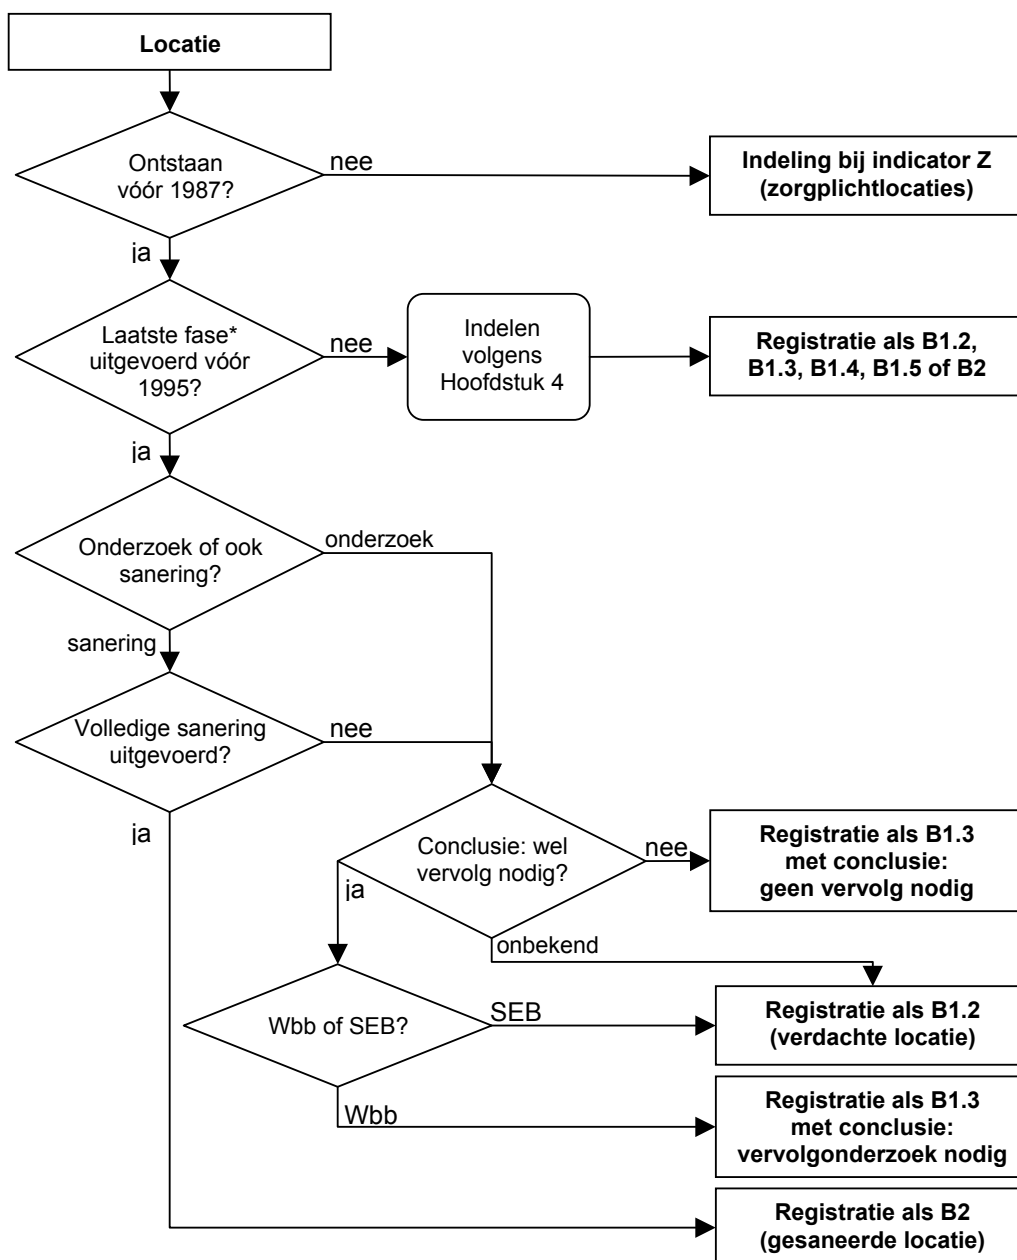 Locatie
Ontstaan
vóór 1987?
nee
Indeling bij indicator Z
(zorgplichtlocaties)
ja
Laatste fase*
uitgevoerd vóór
1995?
nee
Indelen
volgens
Hoofdstuk 4
Registratie als B1.2,
B1.3, B1.4, B1.5 of B2
ja
Onderzoek of ook
sanering?
onderzoek
sanering
Volledige sanering
uitgevoerd?
nee
ja
Conclusie: wel
vervolg nodig?
nee
Registratie als B1.3
met conclusie:
geen vervolg nodig
ja
onbekend
Wbb of SEB?
SEB
Registratie als B1.2
(verdachte locatie)
Wbb
Registratie als B1.3
met conclusie:
vervolgonderzoek nodig
Registratie als B2
(gesaneerde locatie)